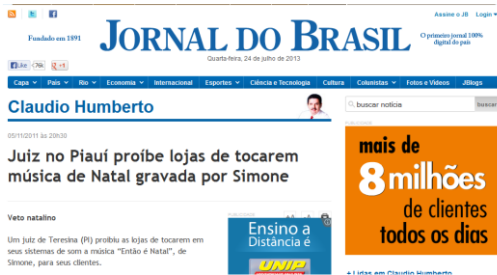 Assine o JB Login
Fundado em 1891
JORNAL DO BRASIL
O primeiro jornal 100%
digital do país
Quarta-feira, 24 de julho de 2013
Like
Capa País Rio Economia Internacional Esportes Ciência e Tecnologia Cultura Colunistas Fotos e Vídeos JBlogs
Claudio Humberto
buscar notícia
buscar
PUBLICIDADE
05/11/2011 às 20h30
Juiz no Piauí proíbe lojas de tocarem
música de Natal gravada por Simone
mais de
8 milhões
de clientes
todos os dias
Veto natalino
PUBLICIDADE
Um juiz de Teresina (PI) proibiu as lojas de tocarem em
seus sistemas de som a música “Então é Natal”, de
Simone, para seus clientes.
Ensino a
Distância é
UNIP
+ Lidas em Claudio Humberto